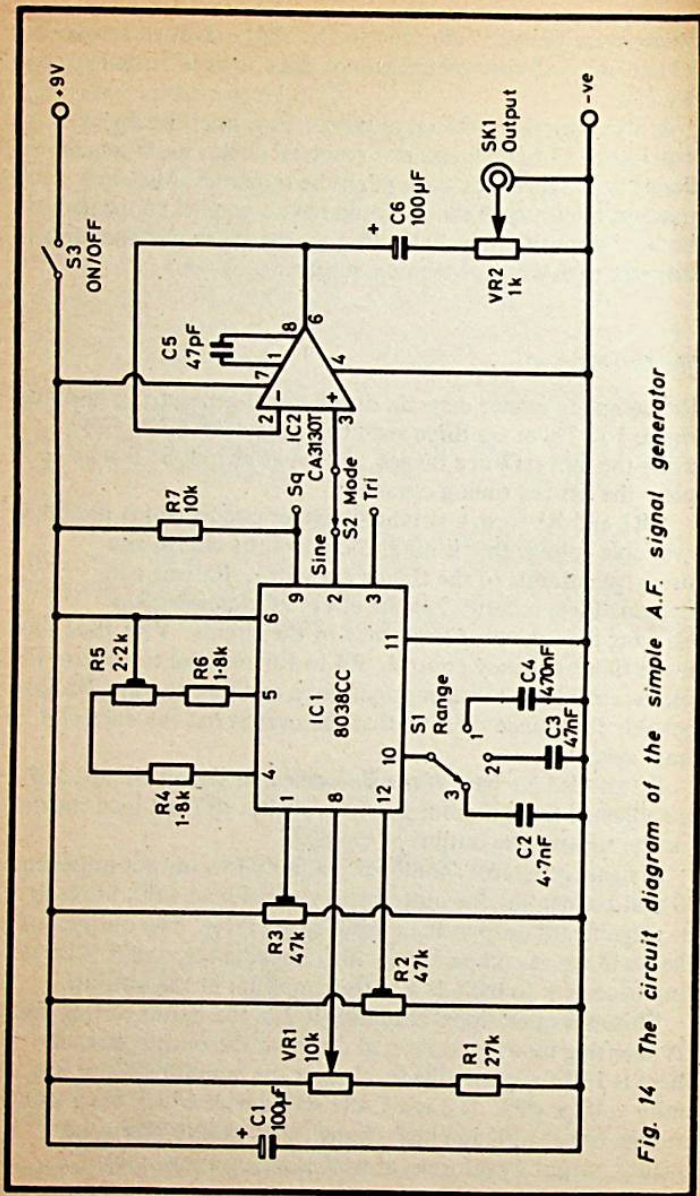 S3
ON/OFF
+9V
R7
10k
R5
2·2k
R6
1·8k
R4
1·8k
C5
47pF
7
1
8
2
−
IC2
CA3130T
+
3
6
4
Sq
Sine
S2 Mode
Tri
9
2
3
6
5
4
IC1
8038CC
1
8
12
10
11
R3
47k
R2
47k
VR1
10k
R1
27k
+
C1
100µF
S1
Range
1
2
3
C4
470nF
C3
47nF
C2
4·7nF
+
C6
100µF
VR2
1k
SK1
Output
−ve
Fig. 14 The circuit diagram of the simple A.F. signal generator